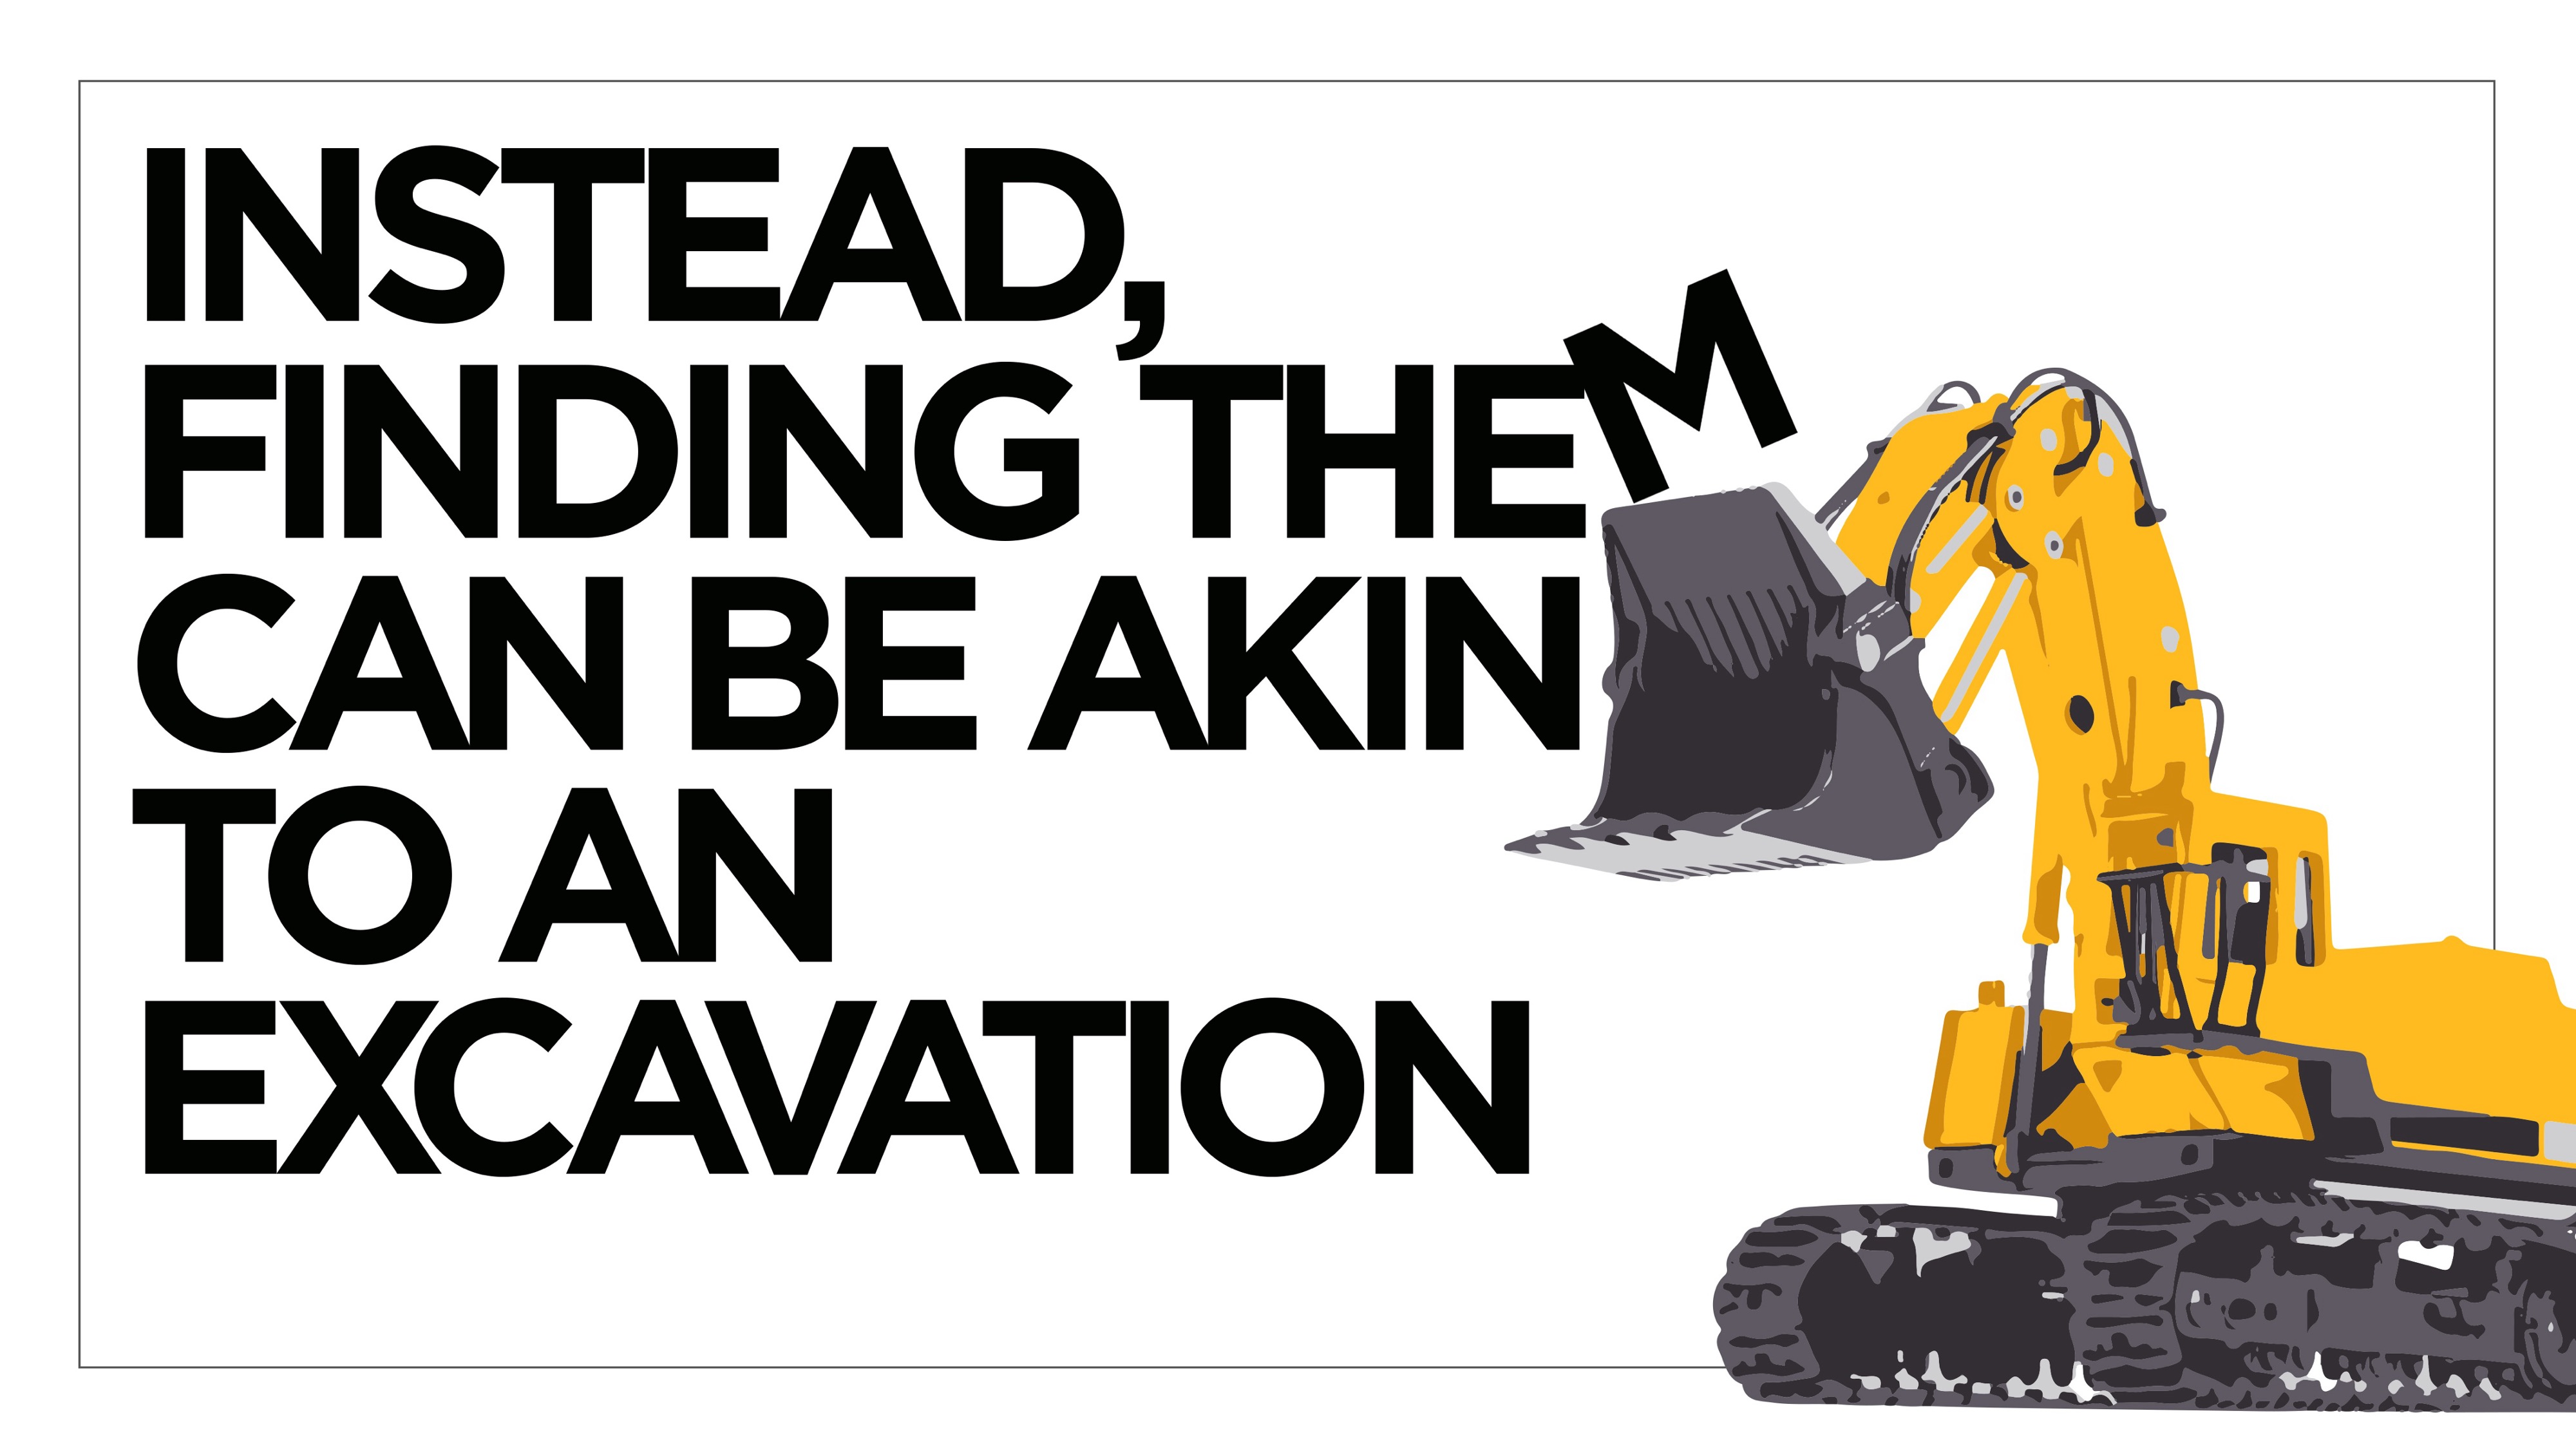 INSTEAD,
FINDING THEM
CAN BE AKIN
TO AN
EXCAVATION